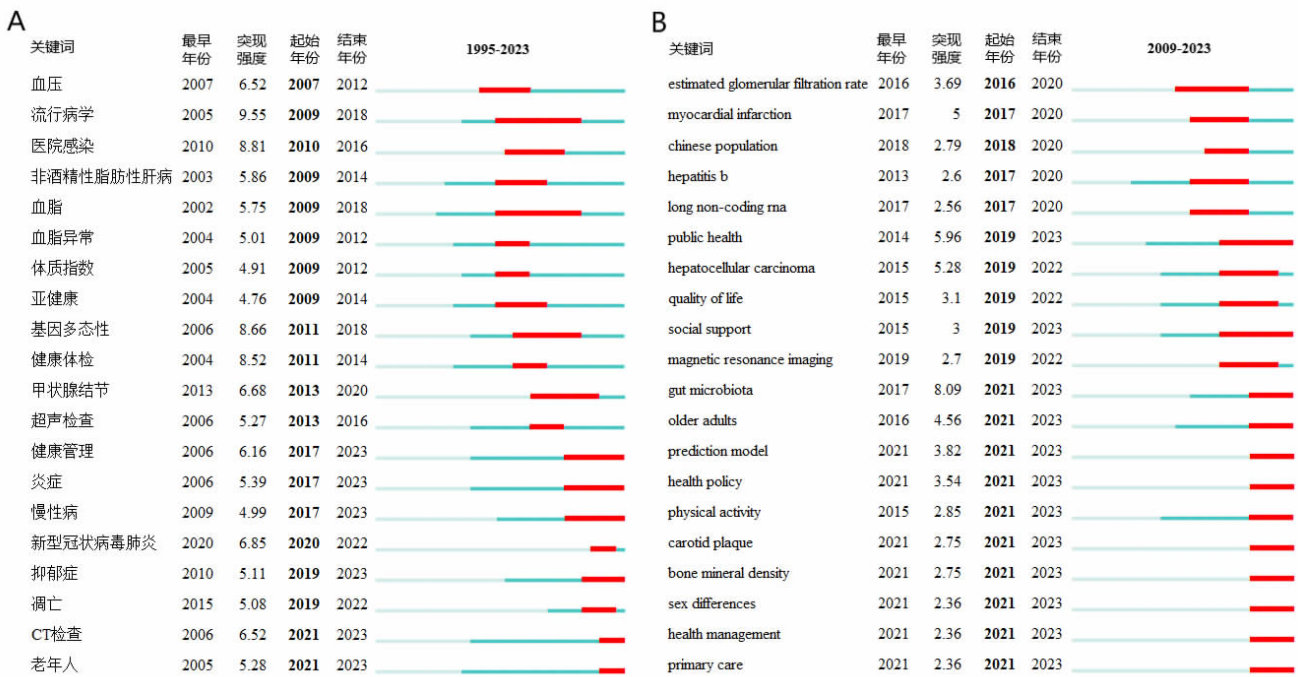 A
关键词 最早年份 突现强度 起始年份 结束年份 1995-2023
血压 2007 6.52 2007 2012
流行病学 2005 9.55 2009 2018
医院感染 2010 8.81 2010 2016
非酒精性脂肪性肝病 2003 5.86 2009 2014
血脂 2002 5.75 2009 2018
血脂异常 2004 5.01 2009 2012
体质指数 2005 4.91 2009 2012
亚健康 2004 4.76 2009 2014
基因多态性 2006 8.66 2011 2018
健康体检 2004 8.52 2011 2014
甲状腺结节 2013 6.68 2013 2020
超声检查 2006 5.27 2013 2016
健康管理 2006 6.16 2017 2023
炎症 2006 5.39 2017 2023
慢性病 2009 4.99 2017 2023
新型冠状病毒肺炎 2020 6.85 2020 2022
抑郁症 2010 5.11 2019 2023
凋亡 2015 5.08 2019 2022
CT检查 2006 6.52 2021 2023
老年人 2005 5.28 2021 2023
B
关键词 最早年份 突现强度 起始年份 结束年份 2009-2023
estimated glomerular filtration rate 2016 3.69 2016 2020
myocardial infarction 2017 5 2017 2020
chinese population 2018 2.79 2018 2020
hepatitis b 2013 2.6 2017 2020
long non-coding rna 2017 2.56 2017 2020
public health 2014 5.96 2019 2023
hepatocellular carcinoma 2015 5.28 2019 2022
quality of life 2015 3.1 2019 2022
social support 2015 3 2019 2023
magnetic resonance imaging 2019 2.7 2019 2022
gut microbiota 2017 8.09 2021 2023
older adults 2016 4.56 2021 2023
prediction model 2021 3.82 2021 2023
health policy 2021 3.54 2021 2023
physical activity 2015 2.85 2021 2023
carotid plaque 2021 2.75 2021 2023
bone mineral density 2021 2.75 2021 2023
sex differences 2021 2.36 2021 2023
health management 2021 2.36 2021 2023
primary care 2021 2.36 2021 2023